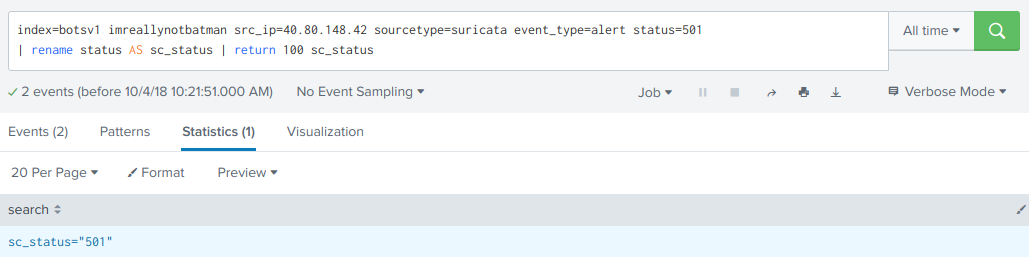 index=botsv1 imreallynotbatman src_ip=40.80.148.42 sourcetype=suricata event_type=alert status=501
| rename status AS sc_status | return 100 sc_status
All time
2 events (before 10/4/18 10:21:51.000 AM)
No Event Sampling
Job
Verbose Mode
Events (2)
Patterns
Statistics (1)
Visualization
20 Per Page
Format
Preview
search
sc_status="501"